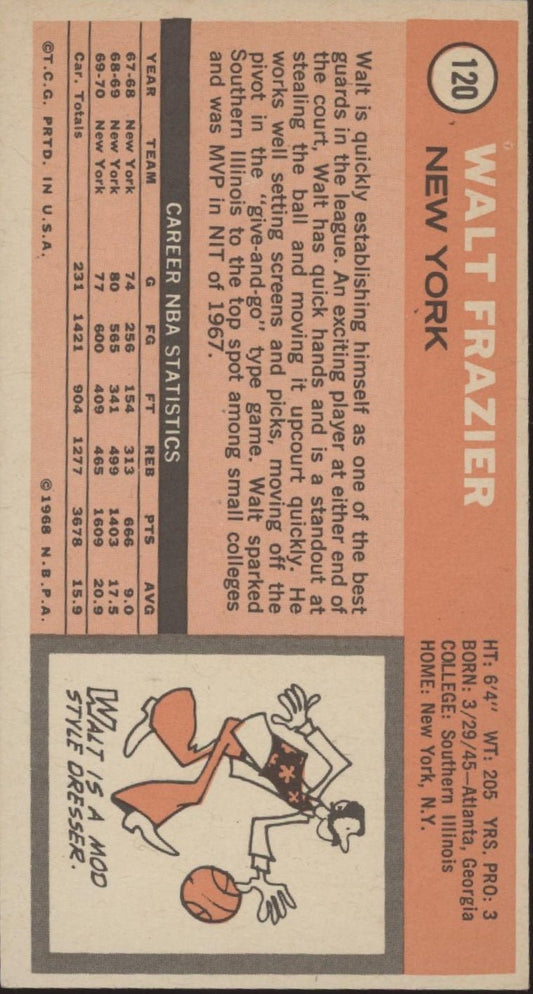 120
WALT FRAZIER
NEW YORK
HT: 6'4" WT: 205 YRS. PRO: 3
BORN: 3/29/45—Atlanta, Georgia
COLLEGE: Southern Illinois
HOME: New York, N.Y.
Walt is quickly establishing himself as one of the best
guards in the league. An exciting player at either end of
the court, Walt has quick hands and is a standout at
stealing the ball and moving it upcourt quickly. He
works well setting screens and picks, moving off the
pivot in the "give-and-go" type game. Walt sparked
Southern Illinois to the top spot among small colleges
and was MVP in NIT of 1967.
CAREER NBA STATISTICS
YEAR TEAM G FG FT REB PTS AVG
67-68 New York 74 256 154 313 666 9.0
68-69 New York 80 565 341 499 1403 17.5
69-70 New York 77 600 409 465 1609 20.9
Car. Totals 231 1421 904 1277 3678 15.9
©T.C.G. PRTD. IN U.S.A. ©1968 N.B.P.A.
WALT IS A MOD
STYLE DRESSER.